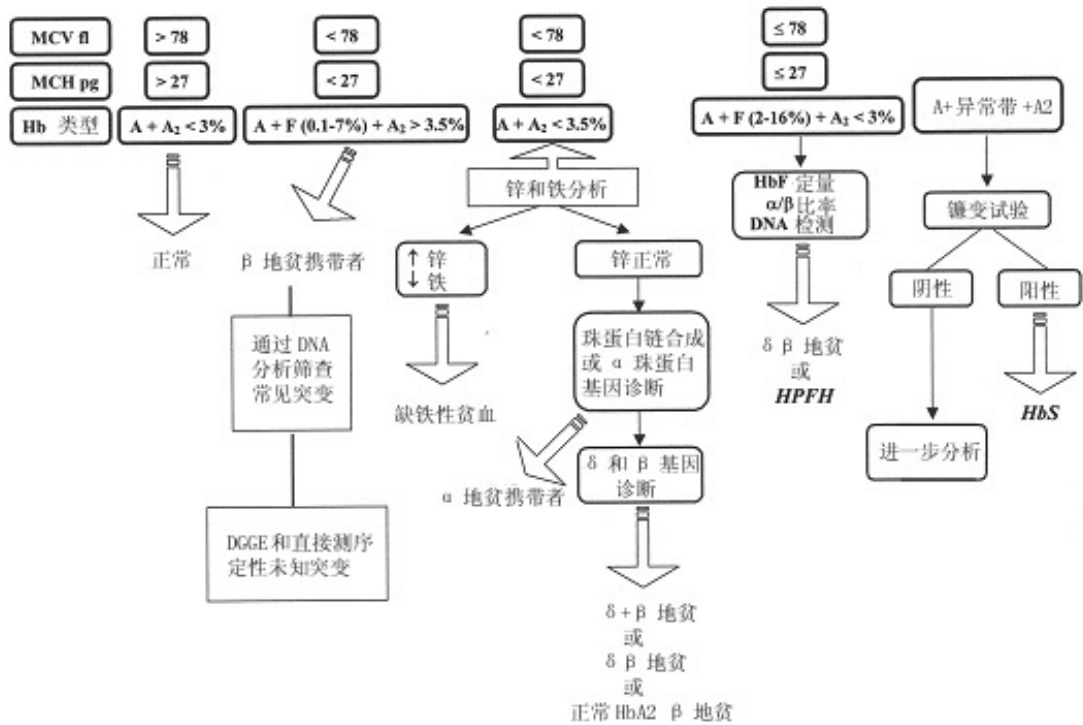 MCV fl
> 78
< 78
< 78
≤ 78
MCH pg
> 27
< 27
< 27
≤ 27
Hb 类型
A + A₂ < 3%
A + F (0.1-7%) + A₂ > 3.5%
A + A₂ < 3.5%
A + F (2-16%) + A₂ < 3%
A+异常带+A2
正常
β 地贫携带者
通过 DNA
分析筛查
常见突变
DGGE和直接测序
定性未知突变
锌和铁分析
↑ 锌
↓ 铁
缺铁性贫血
锌正常
珠蛋白链合成
或 α 珠蛋白
基因诊断
α 地贫携带者
δ 和 β 基因
诊断
δ+β 地贫
或
δ β 地贫
或
正常 HbA2 β 地贫
HbF 定量
α/β 比率
DNA 检测
δ β 地贫
或
HPFH
镰变试验
阴性
阳性
进一步分析
HbS